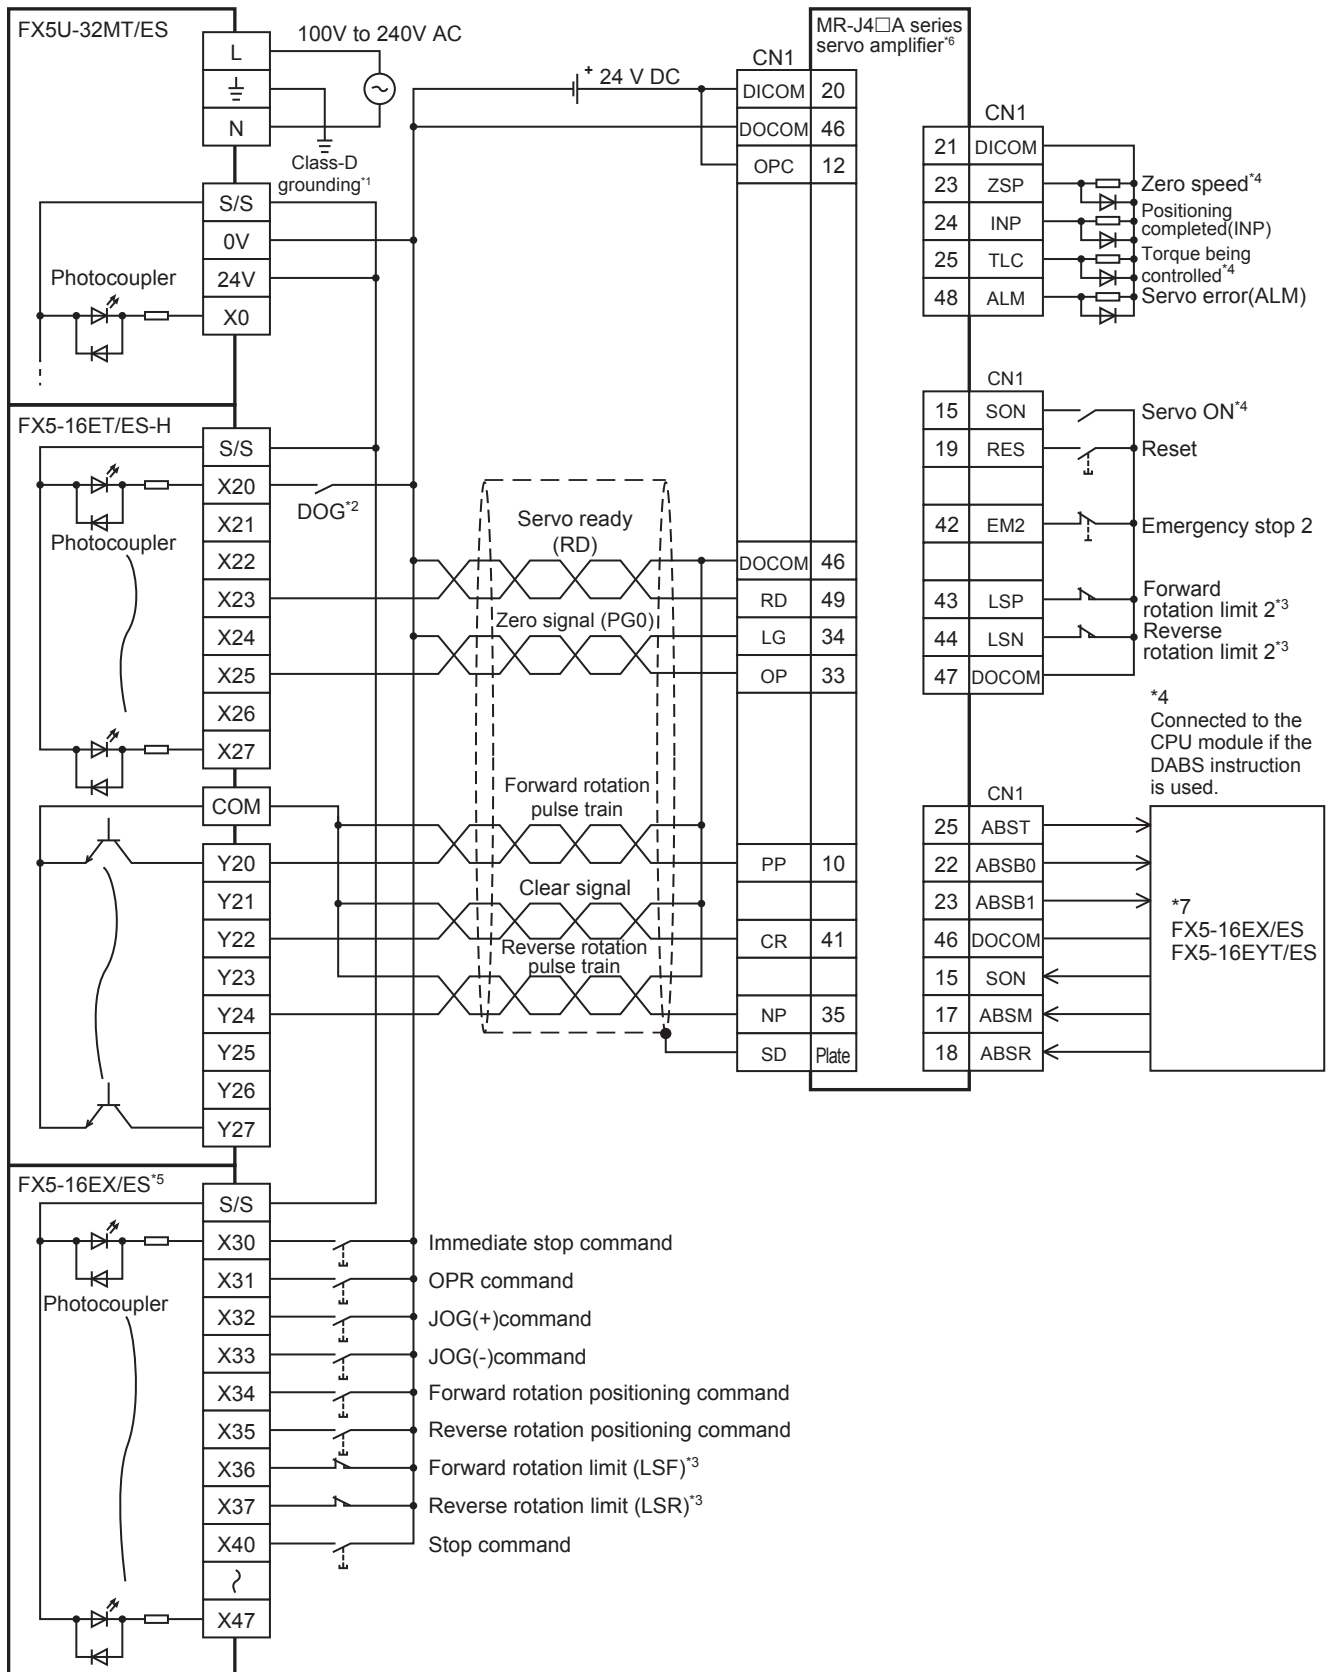 FX5U-32MT/ES
L
N
100V to 240V AC
Class-D
grounding*1
S/S
0V
24V
X0
Photocoupler
FX5-16ET/ES-H
S/S
X20
X21
X22
X23
X24
X25
X26
X27
DOG*2
Photocoupler
COM
Y20
Y21
Y22
Y23
Y24
Y25
Y26
Y27
FX5-16EX/ES*5
S/S
X30
X31
X32
X33
X34
X35
X36
X37
X40
X47
Photocoupler
Immediate stop command
OPR command
JOG(+)command
JOG(-)command
Forward rotation positioning command
Reverse rotation positioning command
Forward rotation limit (LSF)*3
Reverse rotation limit (LSR)*3
Stop command
+ 24 V DC
Servo ready
(RD)
Zero signal (PG0)
Forward rotation
pulse train
Clear signal
Reverse rotation
pulse train
MR-J4□A series
servo amplifier*6
CN1
DICOM 20
DOCOM 46
OPC 12
DOCOM 46
RD 49
LG 34
OP 33
PP 10
CR 41
NP 35
SD Plate
CN1
21 DICOM
23 ZSP
24 INP
25 TLC
48 ALM
Zero speed*4
Positioning
completed(INP)
Torque being
controlled*4
Servo error(ALM)
CN1
15 SON
19 RES
42 EM2
43 LSP
44 LSN
47 DOCOM
Servo ON*4
Reset
Emergency stop 2
Forward
rotation limit 2*3
Reverse
rotation limit 2*3
*4
Connected to the
CPU module if the
DABS instruction
is used.
CN1
25 ABST
22 ABSB0
23 ABSB1
46 DOCOM
15 SON
17 ABSM
18 ABSR
*7
FX5-16EX/ES
FX5-16EYT/ES